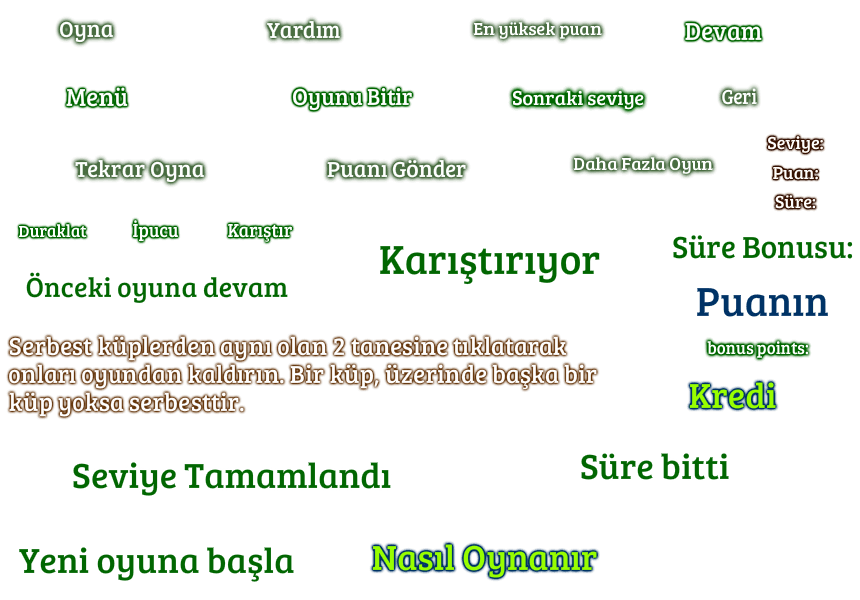 Oyna
Yardım
En yüksek puan
Devam
Menü
Oyunu Bitir
Sonraki seviye
Geri
Tekrar Oyna
Puanı Gönder
Daha Fazla Oyun
Seviye:
Puan:
Süre:
Duraklat
İpucu
Karıştır
Karıştırıyor
Süre Bonusu:
Önceki oyuna devam
Puanın
Serbest küplerden aynı olan 2 tanesine tıklatarak
onları oyundan kaldırın. Bir küp, üzerinde başka bir
küp yoksa serbesttir.
bonus points:
Kredi
Seviye Tamamlandı
Süre bitti
Yeni oyuna başla
Nasıl Oynanır